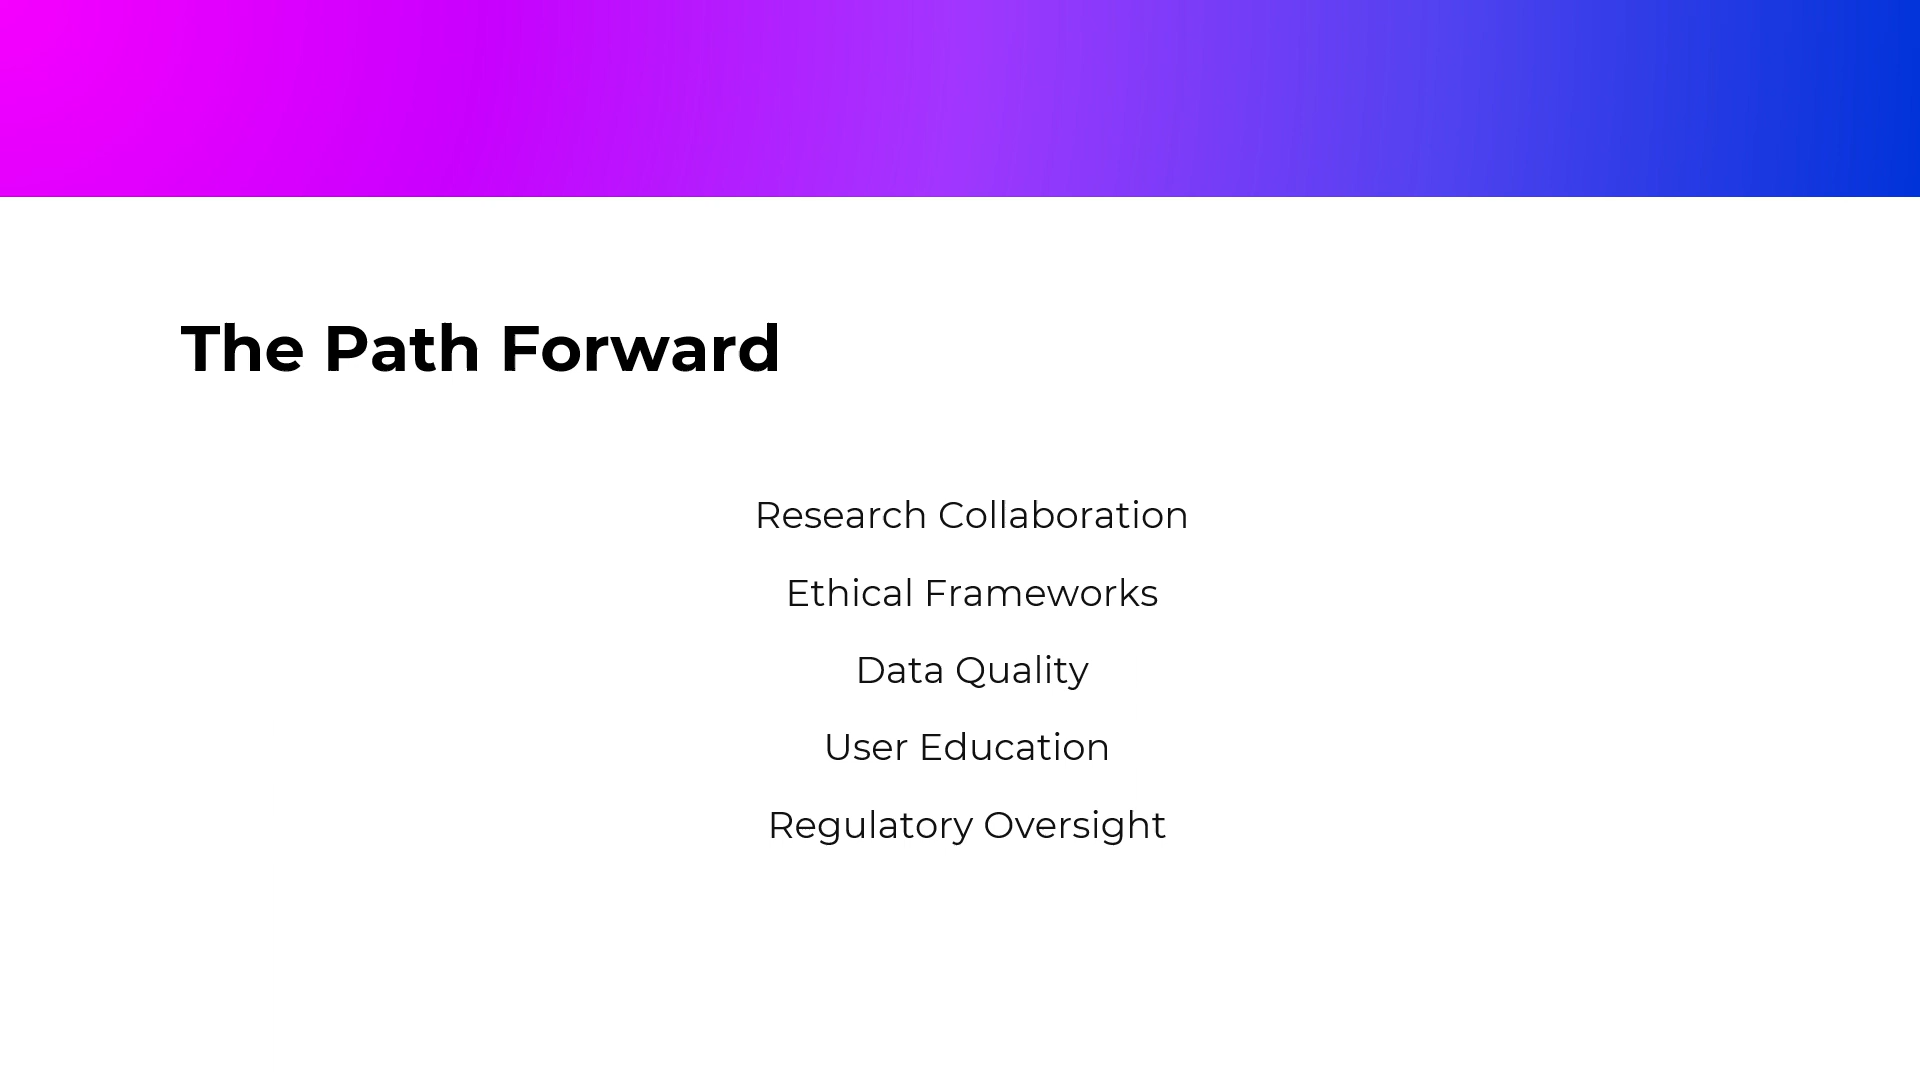 The Path Forward
Research Collaboration
Ethical Frameworks
Data Quality
User Education
Regulatory Oversight